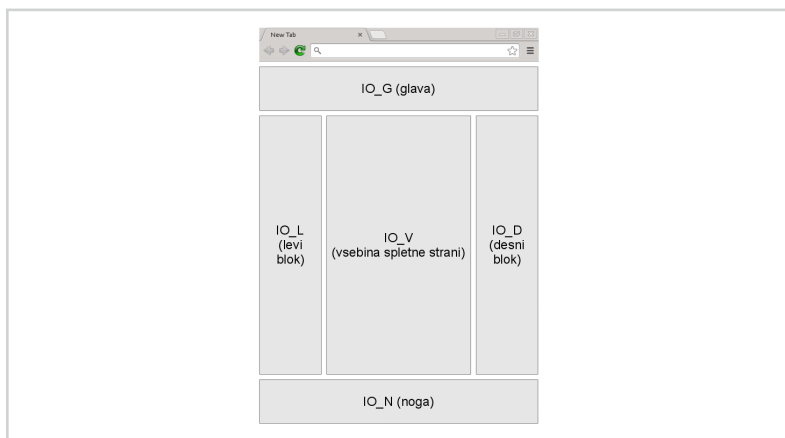 New Tab
IO_G (glava)
IO_L
(levi
blok)
IO_V
(vsebina spletne strani)
IO_D
(desni
blok)
IO_N (noga)